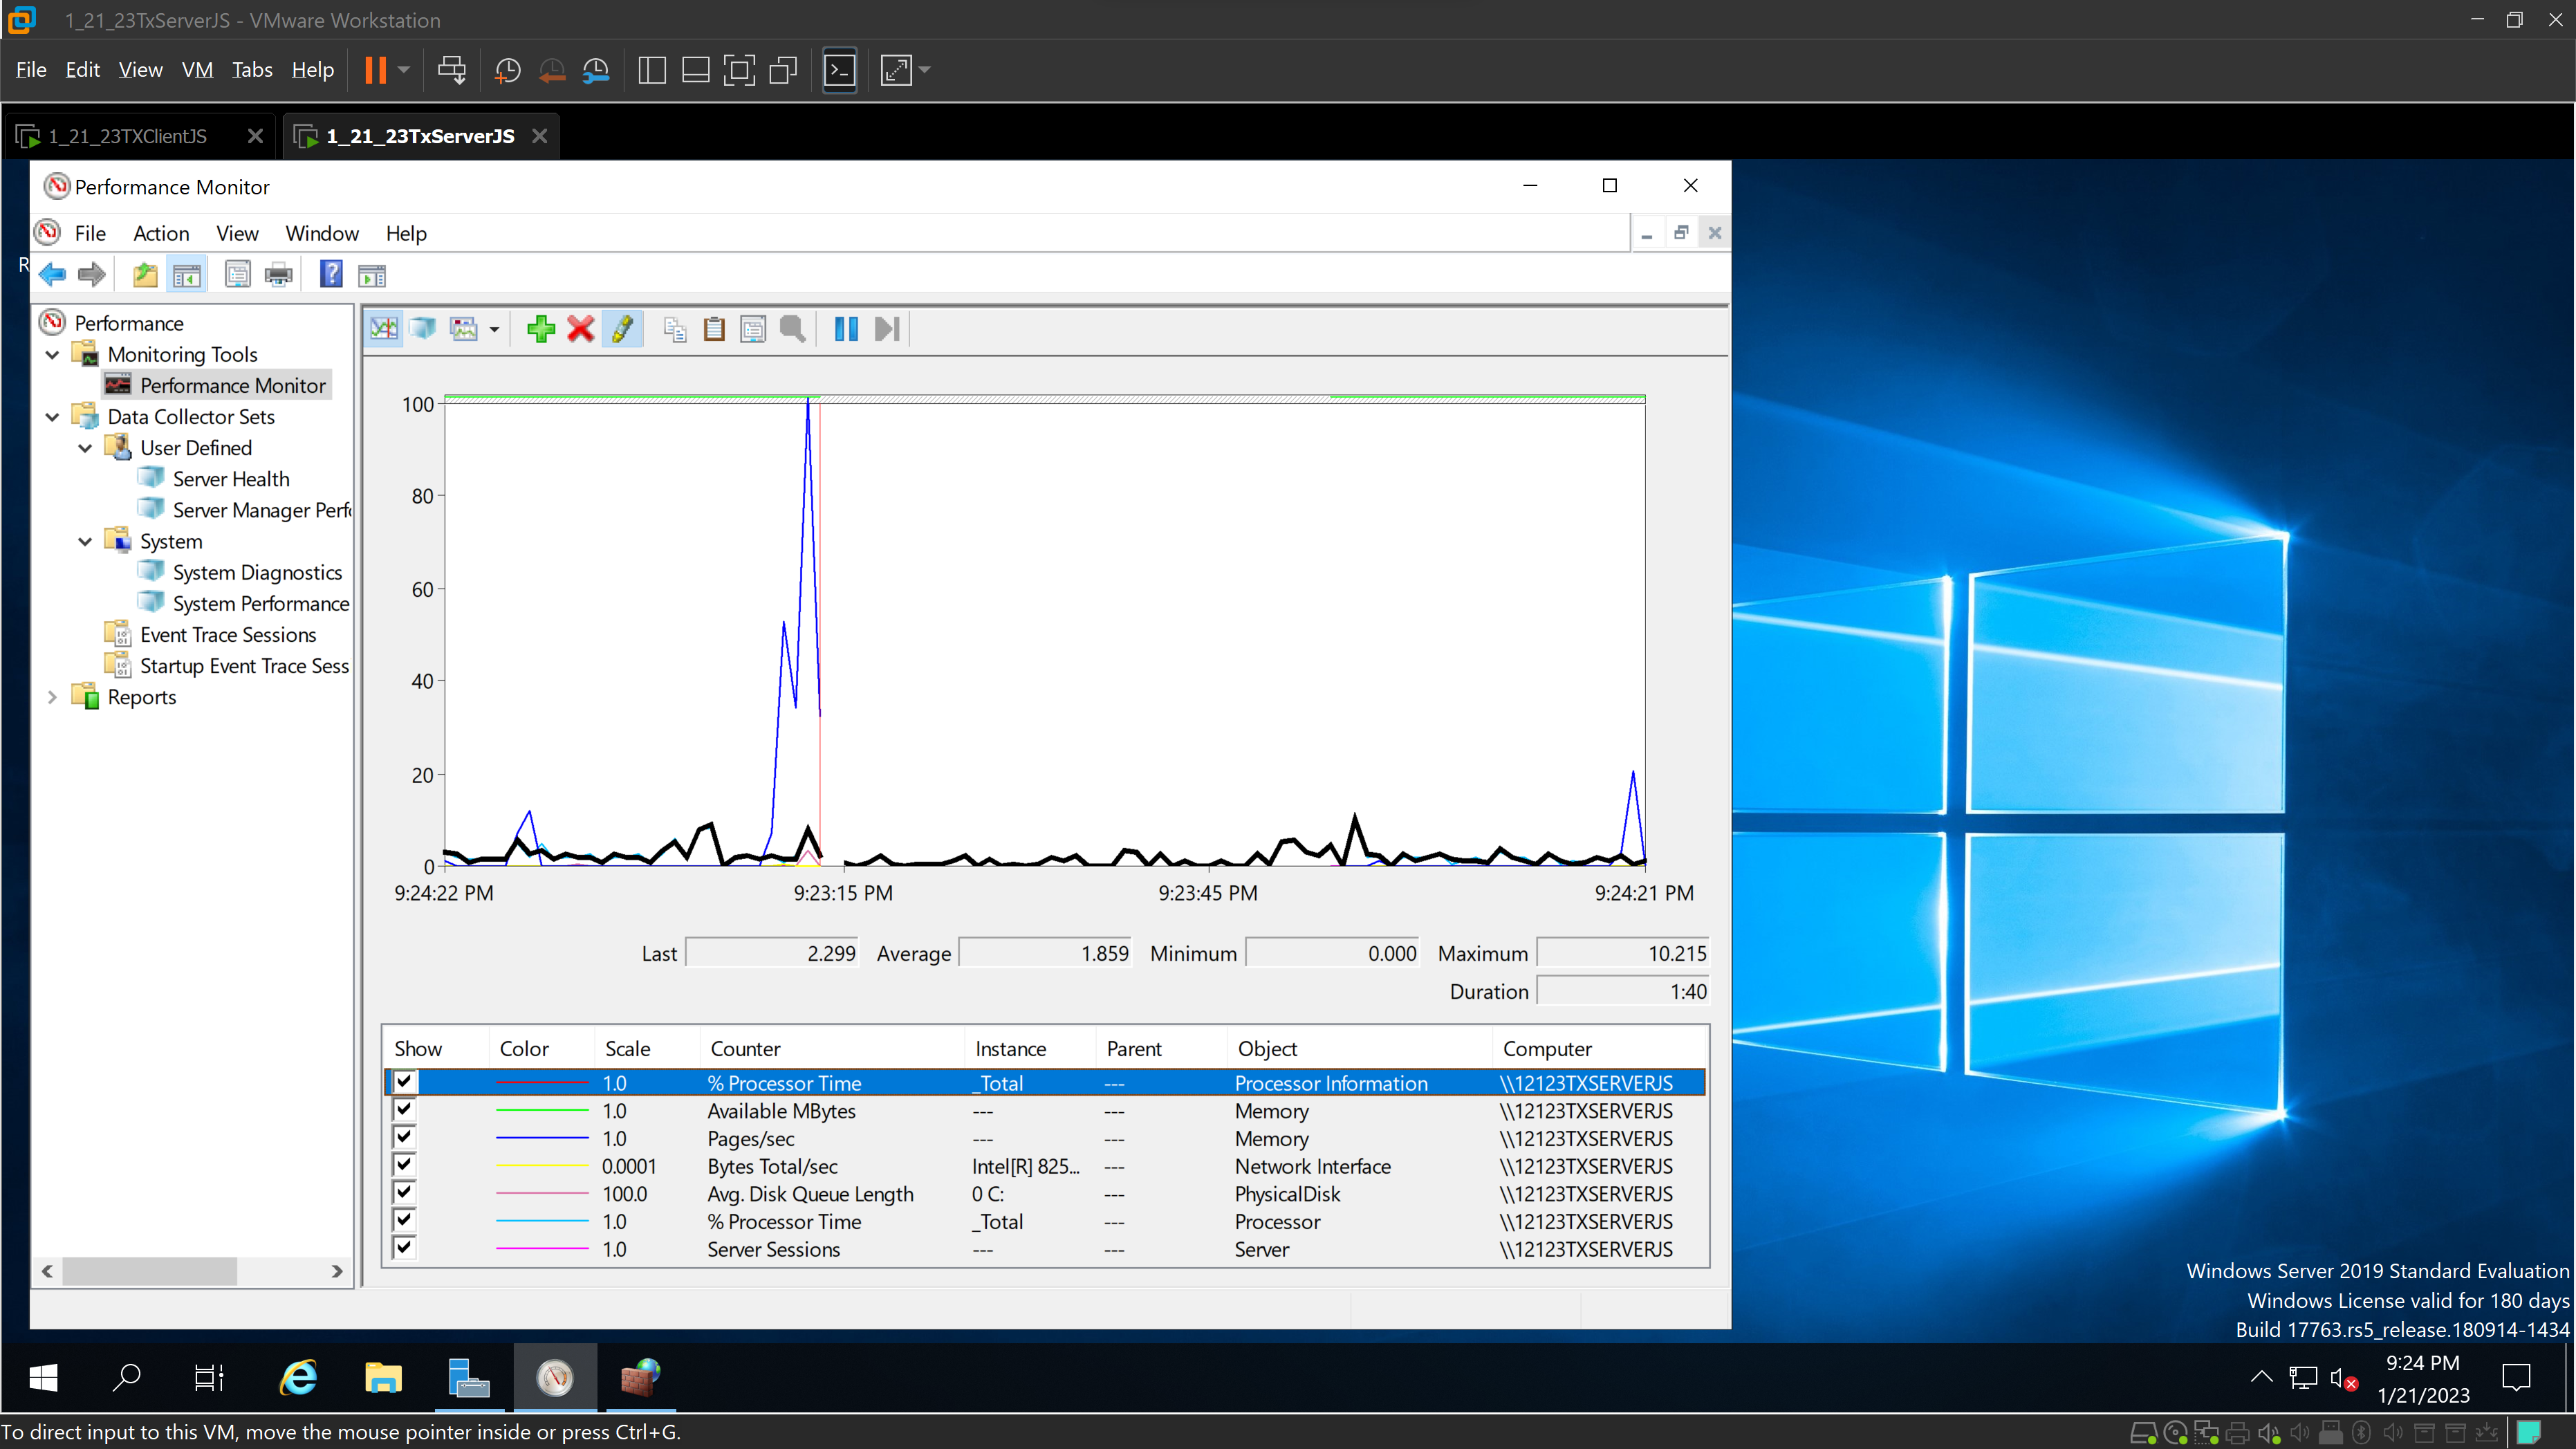 1_21_23TxServerJS - VMware Workstation
File Edit View VM Tabs Help
1_21_23TXClientJS
1_21_23TxServerJS
Performance Monitor
File Action View Window Help
R
Performance
Monitoring Tools
Performance Monitor
Data Collector Sets
User Defined
Server Health
Server Manager Perfo
System
System Diagnostics
System Performance
Event Trace Sessions
Startup Event Trace Sess
Reports
100
80
60
40
20
0
9:24:22 PM 9:23:15 PM 9:23:45 PM 9:24:21 PM
Last 2.299 Average 1.859 Minimum 0.000 Maximum 10.215
Duration 1:40
Show Color Scale Counter Instance Parent Object Computer
1.0 % Processor Time _Total --- Processor Information \\12123TXSERVERJS
1.0 Available MBytes --- --- Memory \\12123TXSERVERJS
1.0 Pages/sec --- --- Memory \\12123TXSERVERJS
0.0001 Bytes Total/sec Intel[R] 825... --- Network Interface \\12123TXSERVERJS
100.0 Avg. Disk Queue Length 0 C: --- PhysicalDisk \\12123TXSERVERJS
1.0 % Processor Time _Total --- Processor \\12123TXSERVERJS
1.0 Server Sessions --- --- Server \\12123TXSERVERJS
Windows Server 2019 Standard Evaluation
Windows License valid for 180 days
Build 17763.rs5_release.180914-1434
9:24 PM
1/21/2023
To direct input to this VM, move the mouse pointer inside or press Ctrl+G.